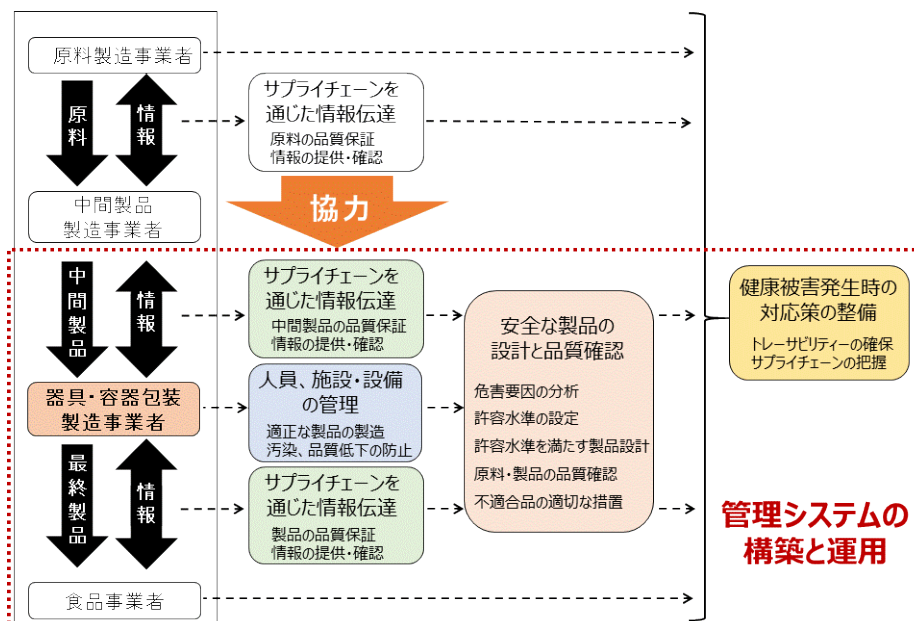 原料製造事業者
原料
情報
サプライチェーンを
通じた情報伝達
原料の品質保証
情報の提供・確認
中間製品
製造事業者
協力
中間製品
情報
サプライチェーンを
通じた情報伝達
中間製品の品質保証
情報の提供・確認
器具・容器包装
製造事業者
人員、施設・設備
の管理
適正な製品の製造
汚染、品質低下の防止
最終製品
情報
サプライチェーンを
通じた情報伝達
製品の品質保証
情報の提供・確認
食品事業者
安全な製品の
設計と品質確認
危害要因の分析
許容水準の設定
許容水準を満たす製品設計
原料・製品の品質確認
不適合品の適切な措置
健康被害発生時の
対応策の整備
トレーサビリティーの確保
サプライチェーンの把握
管理システムの
構築と運用